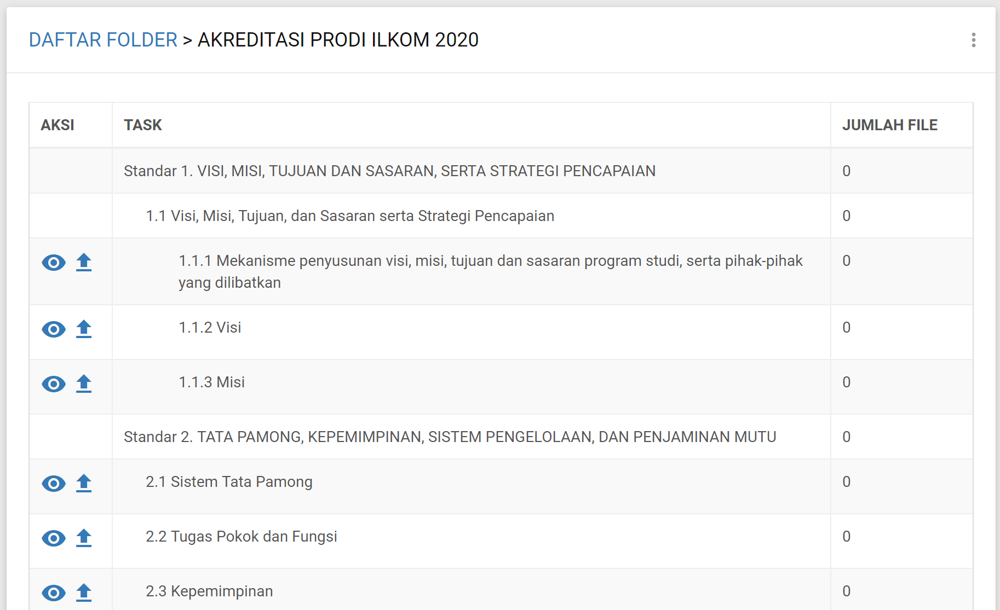 DAFTAR FOLDER > AKREDITASI PRODI ILKOM 2020
AKSI TASK JUMLAH FILE
Standar 1. VISI, MISI, TUJUAN DAN SASARAN, SERTA STRATEGI PENCAPAIAN 0
1.1 Visi, Misi, Tujuan, dan Sasaran serta Strategi Pencapaian 0
1.1.1 Mekanisme penyusunan visi, misi, tujuan dan sasaran program studi, serta pihak-pihak 0
yang dilibatkan
1.1.2 Visi 0
1.1.3 Misi 0
Standar 2. TATA PAMONG, KEPEMIMPINAN, SISTEM PENGELOLAAN, DAN PENJAMINAN MUTU 0
2.1 Sistem Tata Pamong 0
2.2 Tugas Pokok dan Fungsi 0
2.3 Kepemimpinan 0